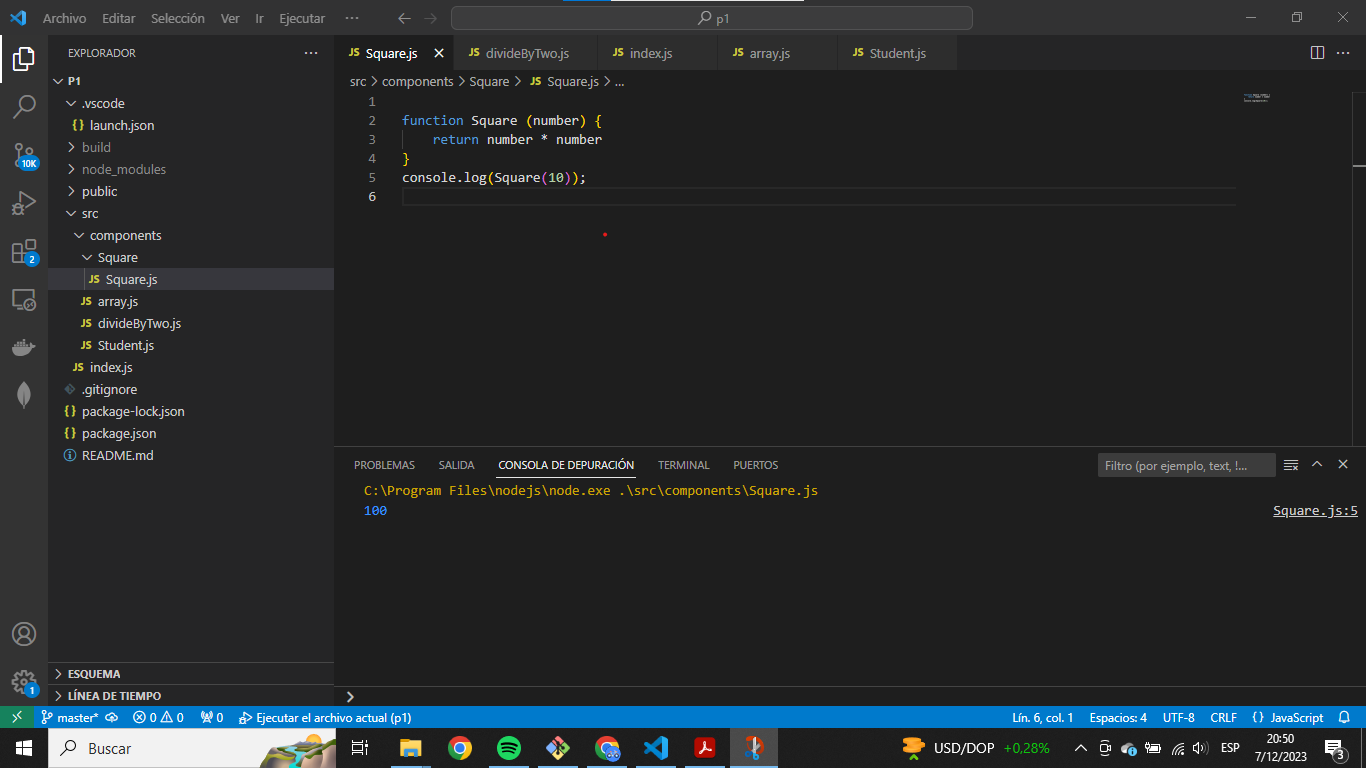 Archivo Editar Selección Ver Ir Ejecutar ··· p1
EXPLORADOR ···
P1
.vscode
{} launch.json
build
node_modules
public
src
components
Square
JS Square.js
JS array.js
JS divideByTwo.js
JS Student.js
JS index.js
.gitignore
{} package-lock.json
{} package.json
README.md
ESQUEMA
LÍNEA DE TIEMPO
10K
2
1
JS Square.js JS divideByTwo.js JS index.js JS array.js JS Student.js ···
src > components > Square > JS Square.js > ...
1
2 function Square (number) {
3 return number * number
4 }
5 console.log(Square(10));
6
PROBLEMAS SALIDA CONSOLA DE DEPURACIÓN TERMINAL PUERTOS Filtro (por ejemplo, text, !...
C:\Program Files\nodejs\node.exe .\src\components\Square.js
100 Square.js:5
>
master* 0 0 0 Ejecutar el archivo actual (p1) Lín. 6, col. 1 Espacios: 4 UTF-8 CRLF {} JavaScript
Buscar USD/DOP +0,28% ESP 20:50
7/12/2023 3